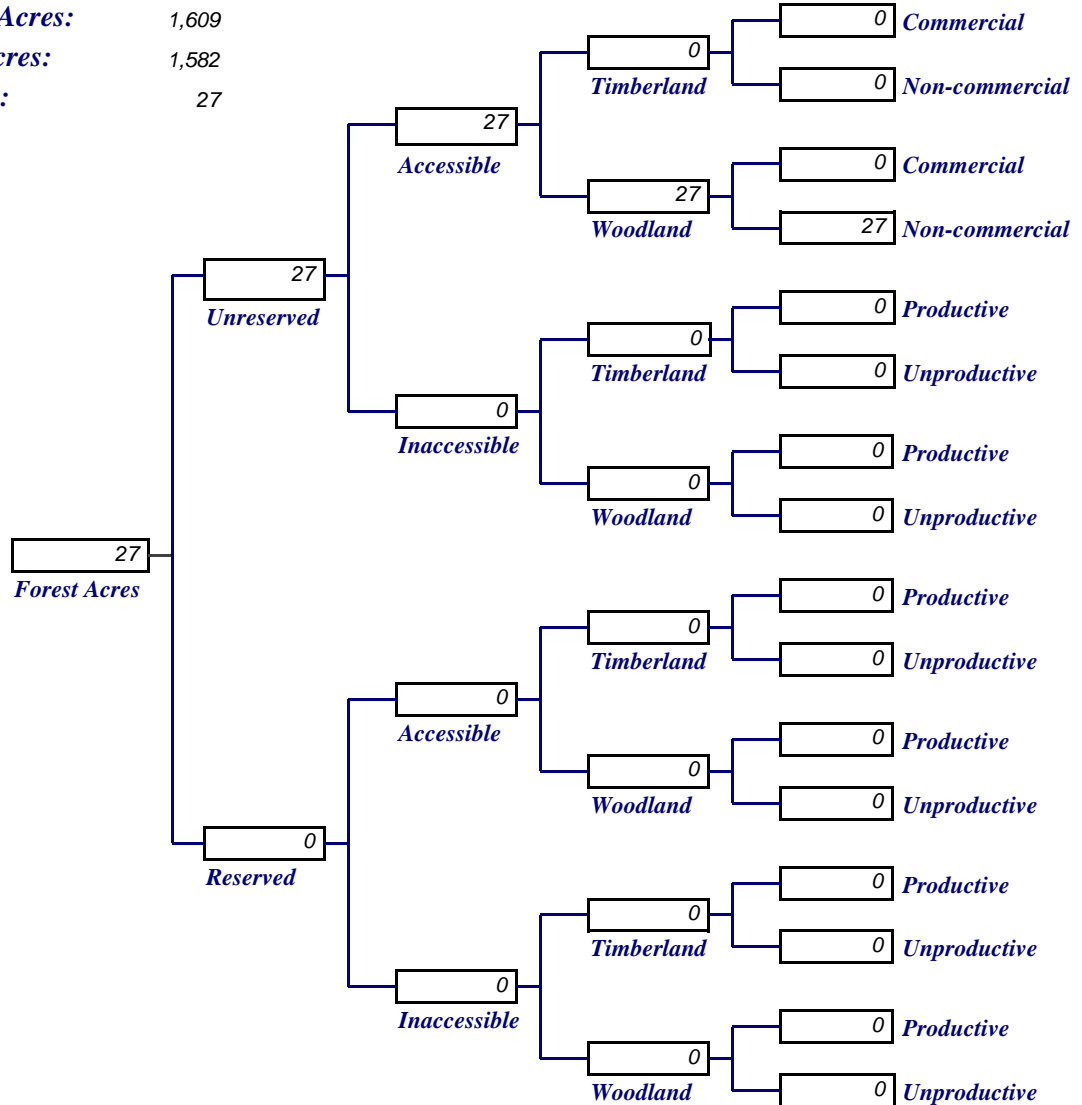 Acres: 1,609
cres: 1,582
: 27
0 Commercial
0 Timberland
0 Non-commercial
27 Accessible
0 Commercial
27 Woodland
27 Non-commercial
27 Unreserved
0 Productive
0 Timberland
0 Unproductive
0 Inaccessible
0 Productive
0 Woodland
0 Unproductive
27 Forest Acres
0 Productive
0 Timberland
0 Unproductive
0 Accessible
0 Productive
0 Woodland
0 Unproductive
0 Reserved
0 Productive
0 Timberland
0 Unproductive
0 Inaccessible
0 Productive
0 Woodland
0 Unproductive